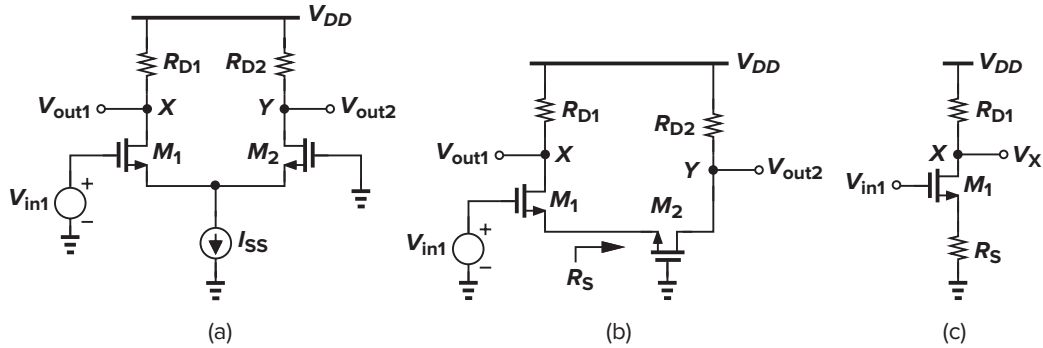 V_DD
R_D1
R_D2
V_out1
X
Y
V_out2
M_1
M_2
V_in1
+
−
I_SS
(a)
V_DD
R_D1
R_D2
V_out1
X
Y
V_out2
M_1
M_2
V_in1
+
−
R_S
(b)
V_DD
R_D1
X
V_X
V_in1
M_1
R_S
(c)